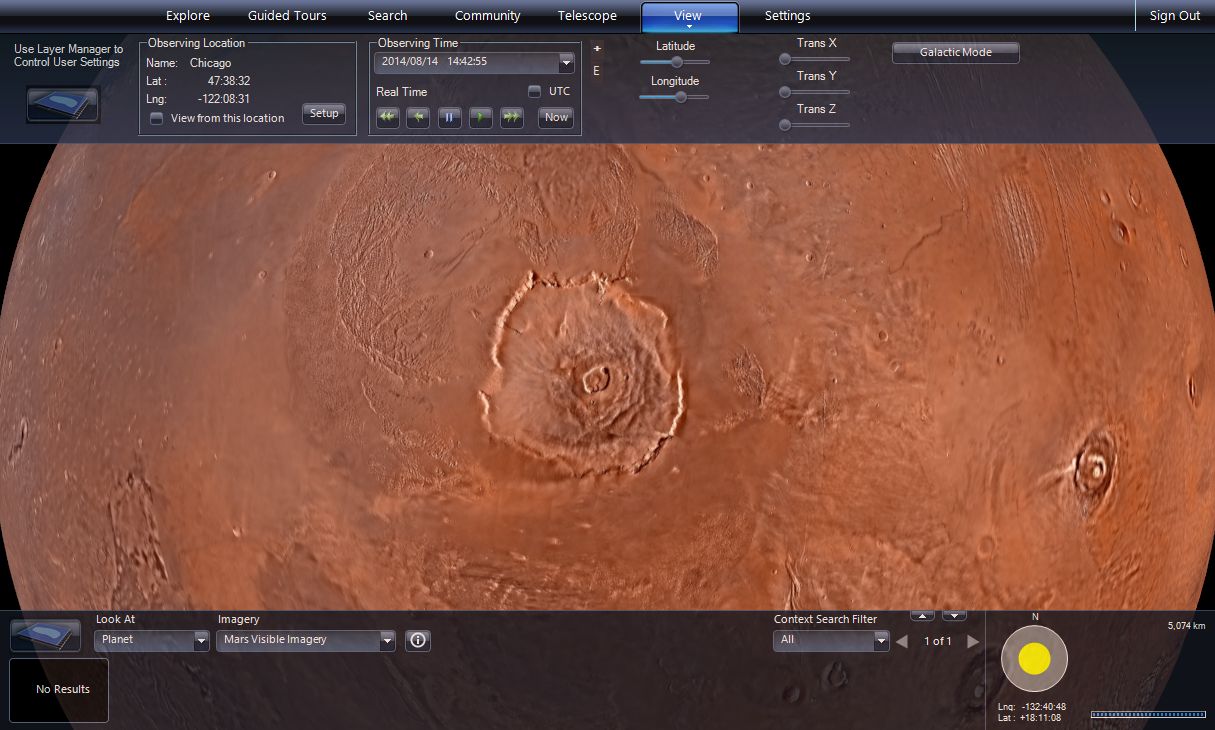 Explore Guided Tours Search Community Telescope View Settings Sign Out
Use Layer Manager to
Control User Settings
Observing Location
Name: Chicago
Lat : 47:38:32
Lng: -122:08:31
View from this location
Setup
Observing Time
2014/08/14 14:42:55
Real Time
UTC
Now
+
E
Latitude
Longitude
Trans X
Trans Y
Trans Z
Galactic Mode
Look At
Planet
Imagery
Mars Visible Imagery
Context Search Filter
All
1 of 1
No Results
N
5,074 km
Lng: -132:40:48
Lat : +18:11:08